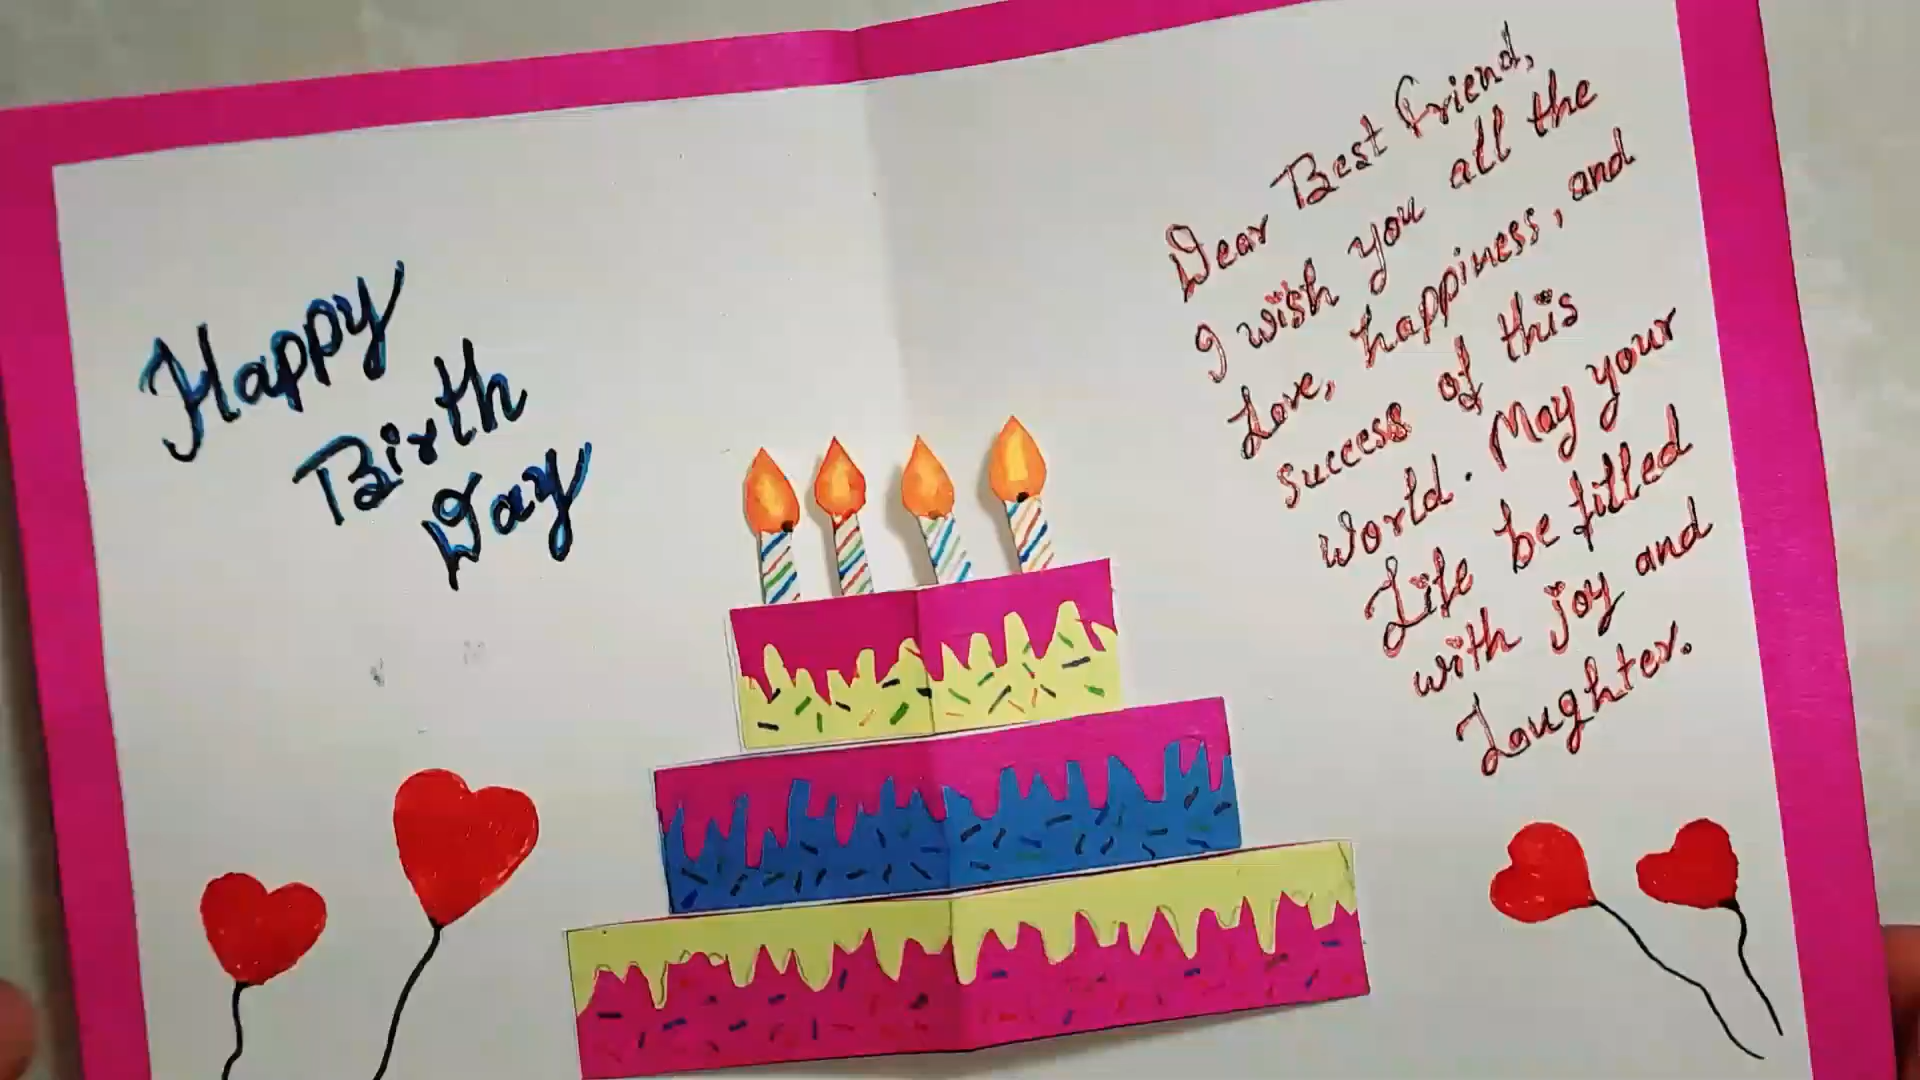 Happy
Birth
Day
Dear Best Friend,
I wish you all the
Love, happiness, and
success of this
World. May your
Life be filled
with joy and
Laughter.